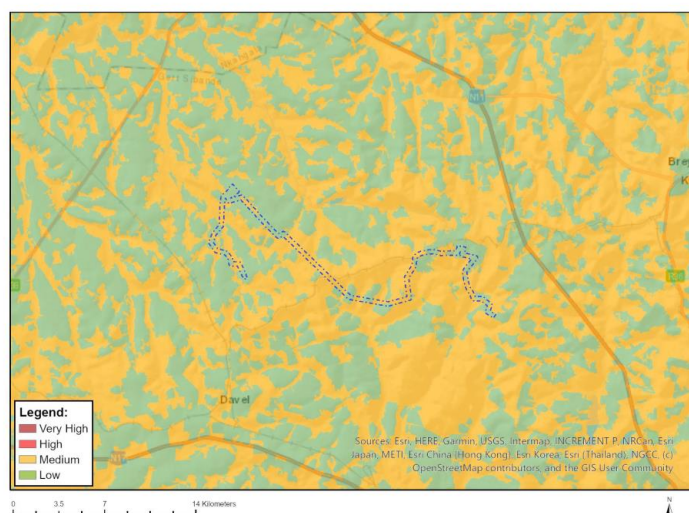 N11
Davel
Legend:
Very High
High
Medium
Low
Sources: Esri, HERE, Garmin, USGS, Intermap, INCREMENT P, NRCan, Esri
Japan, METI, Esri China (Hong Kong), Esri Korea, Esri (Thailand), NGCC, (c)
OpenStreetMap contributors, and the GIS User Community
0 3.5 7 14 Kilometers
N